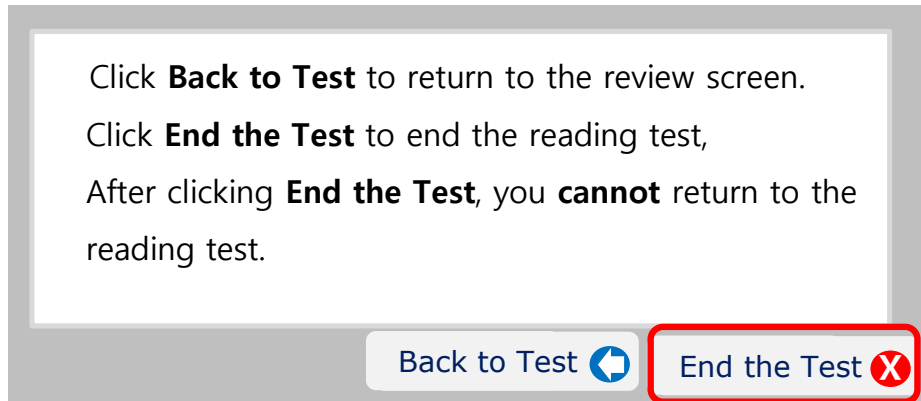 Click Back to Test to return to the review screen.
Click End the Test to end the reading test,
After clicking End the Test, you cannot return to the
reading test.
Back to Test
End the Test X